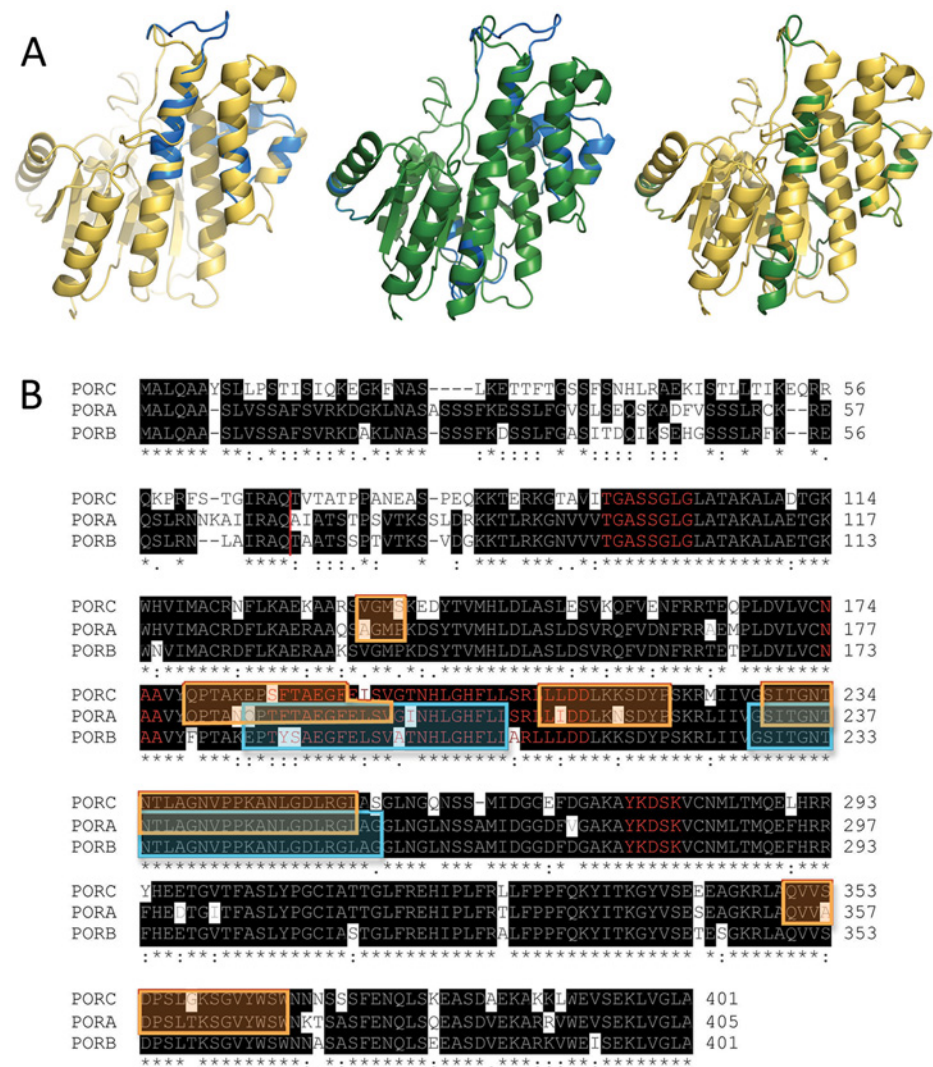 A
B
PORC MALQAAYSLLPSTISIQKEGKFNAS----LKETTFTGSSFSNHLRAEKISTLLTIKEQRR 56
PORA MALQAA-SLVSSAFSVRKDGKLNASASSSFKESSLFGVSLSEQSKADFVSSSLRCK--RE 57
PORB MALQAA-SLVSSAFSVRKDAKLNAS-SSSFKDSSLFGASITDQIKSEHGSSSLRFK--RE 56
PORC QKPRFS-TGIRAQTVTATPPANEAS-PEQKKTERKGTAVITGASSGLGLATAKALADTGK 114
PORA QSLRNNKAIIRAQAIATSTPSVTKSSLDRKKTLRKGNVVVTGASSGLGLATAKALAETGK 117
PORB QSLRN--LAIRAQTAATSSPTVTKS-VDGKKTLRKGNVVVTGASSGLGLATAKALAETGK 113
PORC WHVIMACRNFLKAEKAARSVGMSKEDYTVMHLDLASLESVKQFVENFRRTEQPLDVLVCN 174
PORA WHVIMACRDFLKAERAAQSAGMPKDSYTVMHLDLASLDSVRQFVDNFRRAEMPLDVLVCN 177
PORB WNVIMACRDFLKAERAAKSVGMPKDSYTVMHLDLASLDSVRQFVDNFRRTETPLDVLVCN 173
PORC AAVYQPTAKEPSFTAEGFEISVGTNHLGHFLLSRLLLDDLKKSDYPSKRMIIVGSITGNT 234
PORA AAVYQPTANQPTFTAEGFELSVGINHLGHFLLSRLLIDDLKNSDYPSKRLIIVGSITGNT 237
PORB AAVYFPTAKEPTYSAEGFELSVATNHLGHFLLARLLLDDLKKSDYPSKRLIIVGSITGNT 233
PORC NTLAGNVPPKANLGDLRGLASGLNGQNSS-MIDGGEFDGAKAYKDSKVCNMLTMQELHRR 293
PORA NTLAGNVPPKANLGDLRGLAGGLNGLNSSAMIDGGDFVGAKAYKDSKVCNMLTMQEFHRR 297
PORB NTLAGNVPPKANLGDLRGLAGGLNGLNSSAMIDGGDFDGAKAYKDSKVCNMLTMQEFHRR 293
PORC YHEETGVTFASLYPGCIATTGLFREHIPLFRLLFPPFQKYITKGYVSEEEAGKRLAQVVS 353
PORA FHEDTGITFASLYPGCIATTGLFREHIPLFRTLFPPFQKYITKGYVSESEAGKRLAQVVA 357
PORB FHEETGVTFASLYPGCIASTGLFREHIPLFRALFPPFQKYITKGYVSETESGKRLAQVVS 353
PORC DPSLGKSGVYWSWNNNSSSFENQLSKEASDAEKAKKLWEVSEKLVGLA 401
PORA DPSLTKSGVYWSWNKTSASFENQLSQEASDVEKARRVWEVSEKLVGLA 405
PORB DPSLTKSGVYWSWNNASASFENQLSEEASDVEKARKVWEISEKLVGLA 401